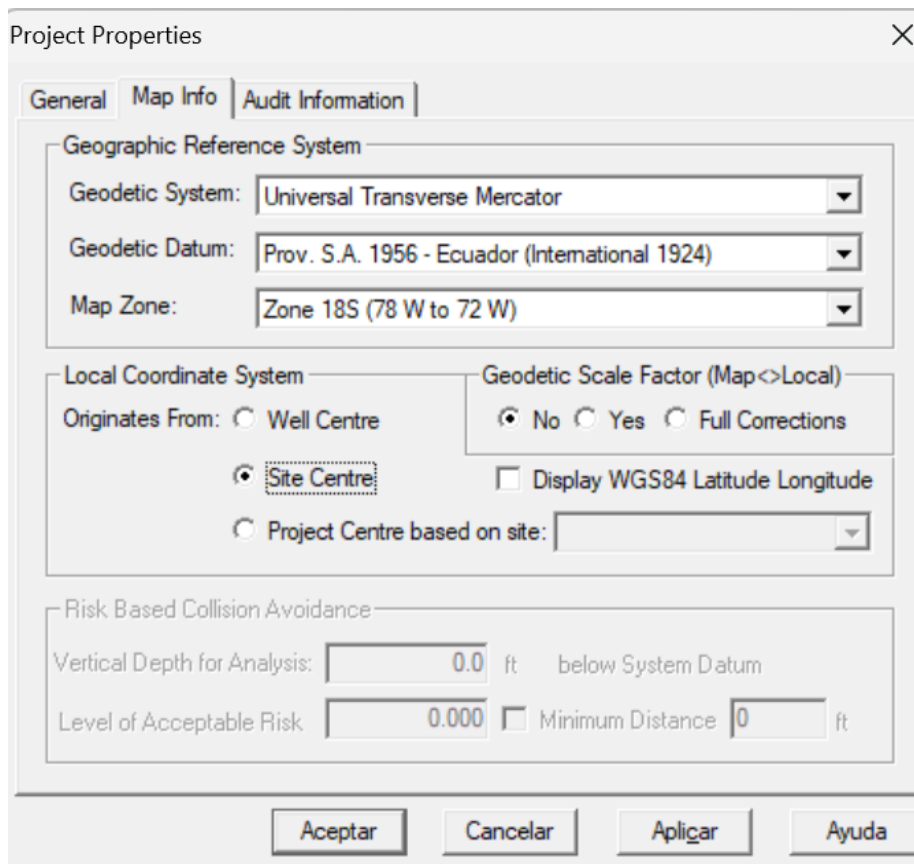 Project Properties
General Map Info Audit Information
Geographic Reference System
Geodetic System: Universal Transverse Mercator
Geodetic Datum: Prov. S.A. 1956 - Ecuador (International 1924)
Map Zone: Zone 18S (78 W to 72 W)
Local Coordinate System Geodetic Scale Factor (Map<>Local)
Originates From: Well Centre No Yes Full Corrections
Site Centre Display WGS84 Latitude Longitude
Project Centre based on site:
Risk Based Collision Avoidance
Vertical Depth for Analysis: 0.0 ft below System Datum
Level of Acceptable Risk 0.000 Minimum Distance 0 ft
Aceptar Cancelar Aplicar Ayuda